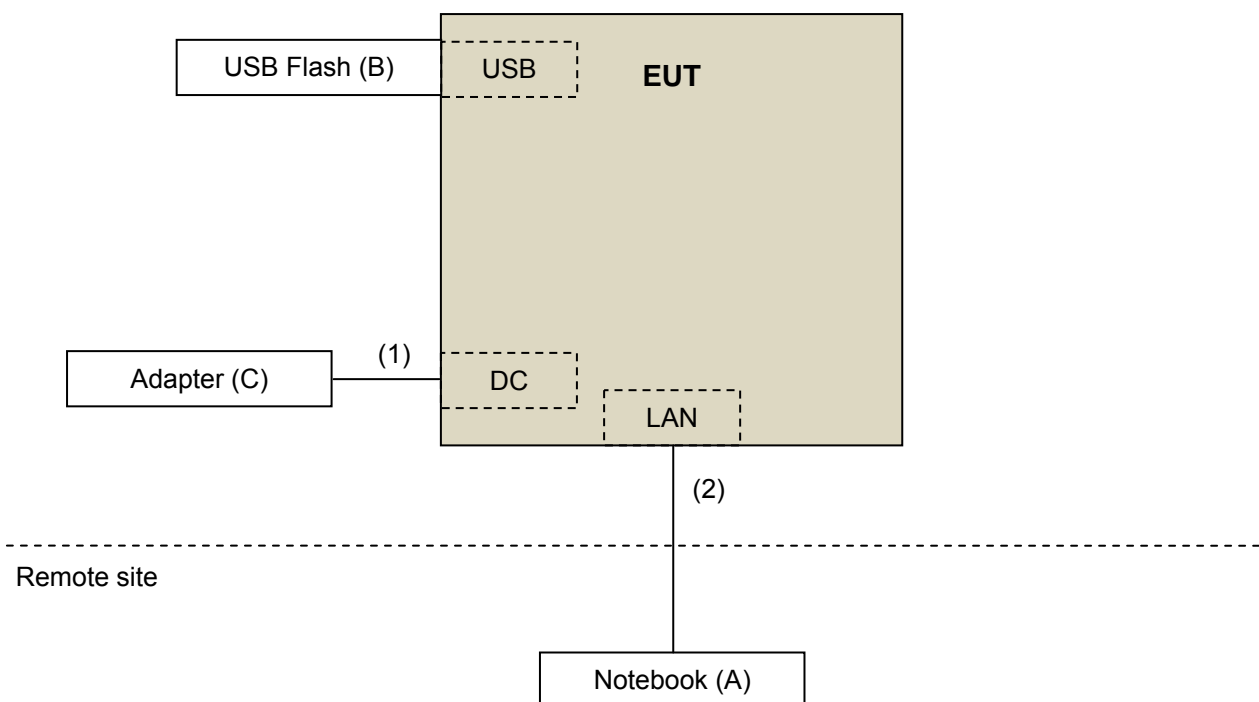 USB Flash (B)
USB
EUT
(1)
Adapter (C)
DC
LAN
(2)
Remote site
Notebook (A)